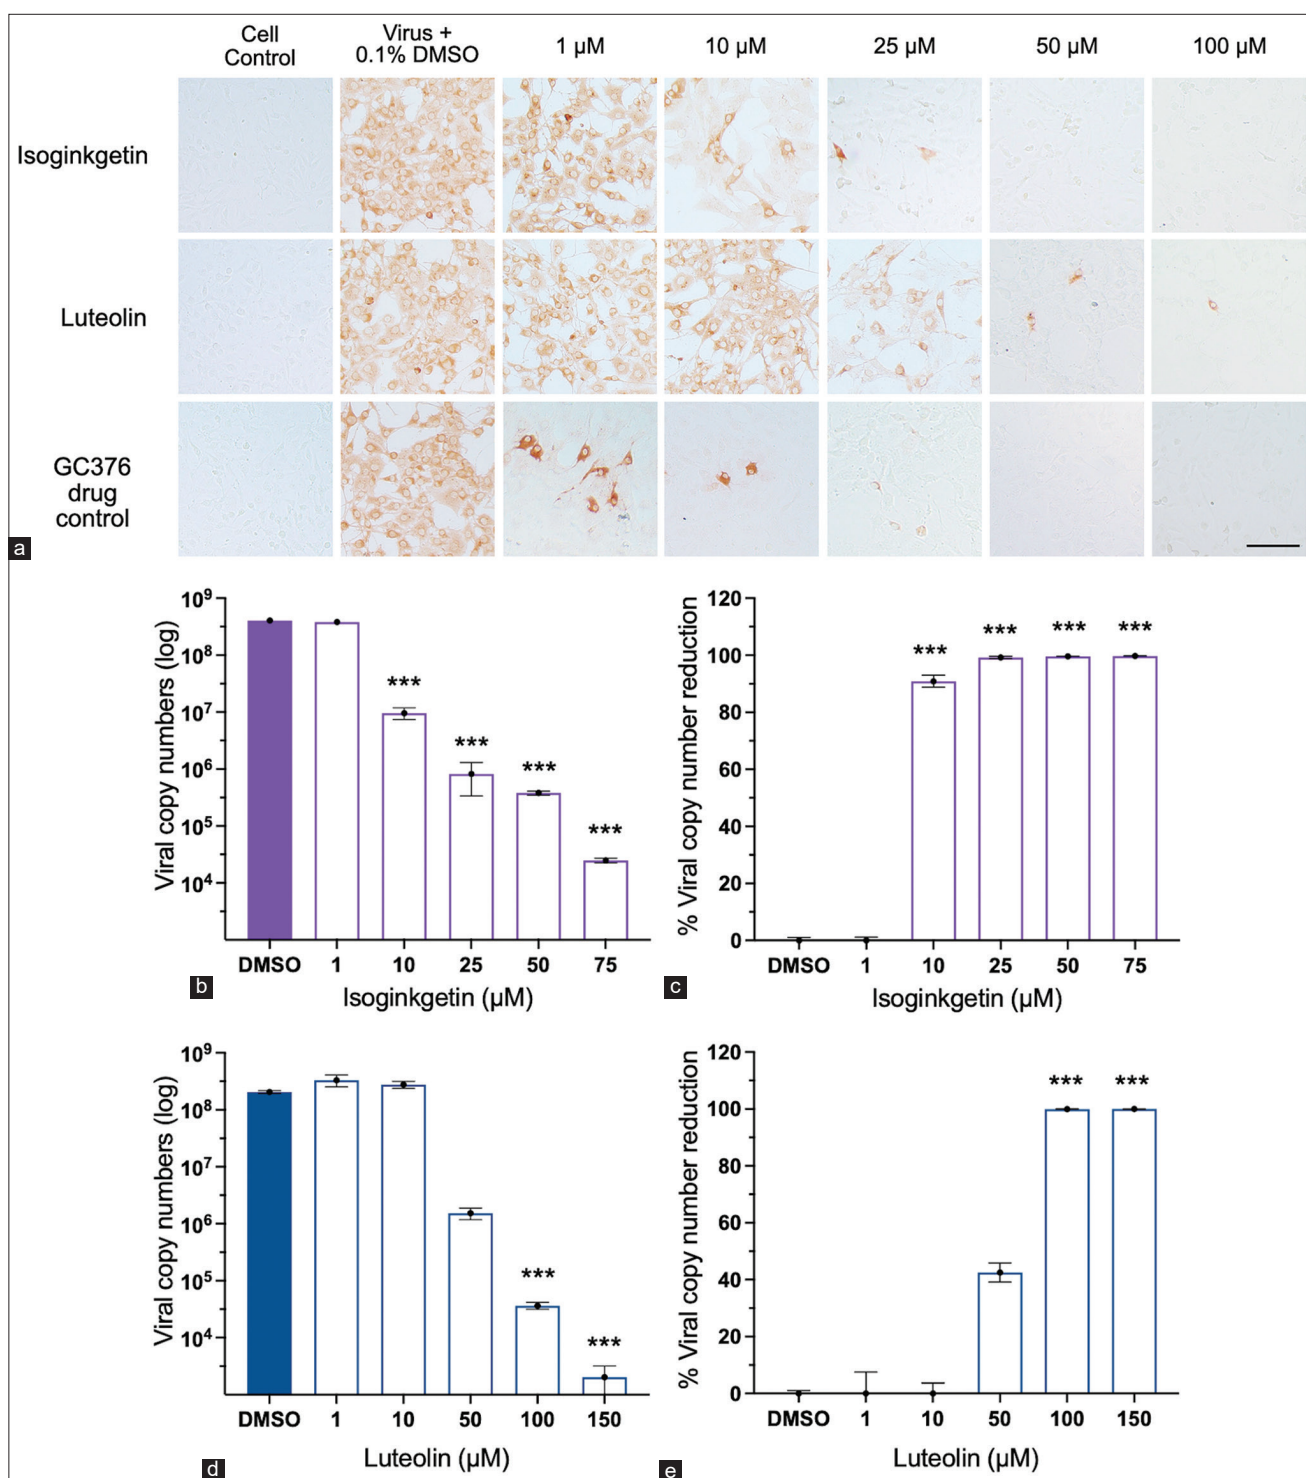 Cell Control
Virus + 0.1% DMSO
1 µM
10 µM
25 µM
50 µM
100 µM
Isoginkgetin
Luteolin
GC376
drug
control
a
10⁹
10⁸
10⁷
10⁶
10⁵
10⁴
Viral copy numbers (log)
***
***
***
***
DMSO 1 10 25 50 75
Isoginkgetin (µM)
b
120
100
80
60
40
20
0
% Viral copy number reduction
***
***
***
***
DMSO 1 10 25 50 75
Isoginkgetin (µM)
c
10⁹
10⁸
10⁷
10⁶
10⁵
10⁴
Viral copy numbers (log)
***
***
DMSO 1 10 50 100 150
Luteolin (µM)
d
120
100
80
60
40
20
0
% Viral copy number reduction
***
***
DMSO 1 10 50 100 150
Luteolin (µM)
e